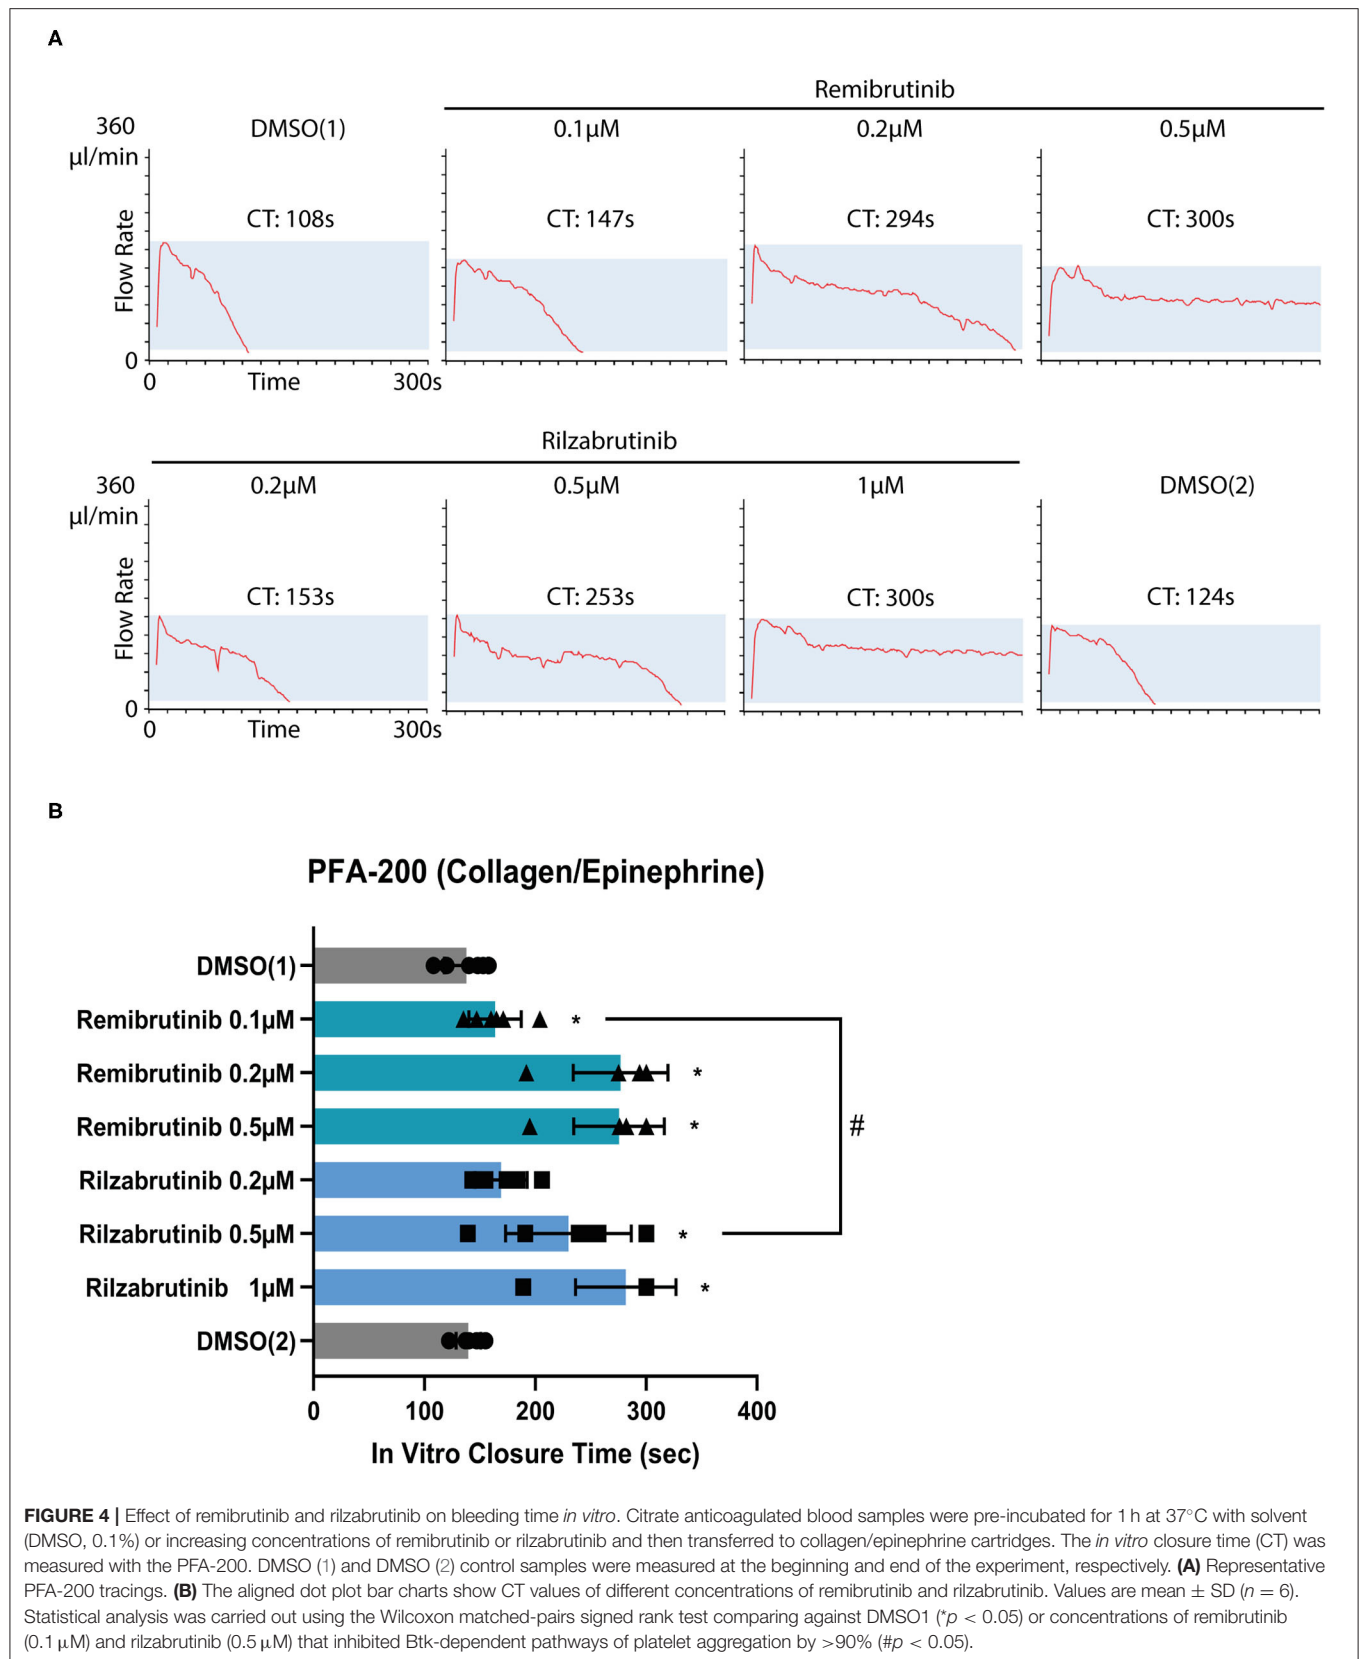 A
Remibrutinib
360
µl/min
DMSO(1)
0.1µM
0.2µM
0.5µM
Flow Rate
CT: 108s
CT: 147s
CT: 294s
CT: 300s
0
0
Time
300s
Rilzabrutinib
360
µl/min
0.2µM
0.5µM
1µM
DMSO(2)
Flow Rate
CT: 153s
CT: 253s
CT: 300s
CT: 124s
0
0
Time
300s
B
PFA-200 (Collagen/Epinephrine)
DMSO(1)
Remibrutinib 0.1µM
*
Remibrutinib 0.2µM
*
Remibrutinib 0.5µM
*
#
Rilzabrutinib 0.2µM
Rilzabrutinib 0.5µM
*
Rilzabrutinib 1µM
*
DMSO(2)
0 100 200 300 400
In Vitro Closure Time (sec)
FIGURE 4 | Effect of remibrutinib and rilzabrutinib on bleeding time in vitro. Citrate anticoagulated blood samples were pre-incubated for 1 h at 37°C with solvent
(DMSO, 0.1%) or increasing concentrations of remibrutinib or rilzabrutinib and then transferred to collagen/epinephrine cartridges. The in vitro closure time (CT) was
measured with the PFA-200. DMSO (1) and DMSO (2) control samples were measured at the beginning and end of the experiment, respectively. (A) Representative
PFA-200 tracings. (B) The aligned dot plot bar charts show CT values of different concentrations of remibrutinib and rilzabrutinib. Values are mean ± SD (n = 6).
Statistical analysis was carried out using the Wilcoxon matched-pairs signed rank test comparing against DMSO1 (*p < 0.05) or concentrations of remibrutinib
(0.1 µM) and rilzabrutinib (0.5 µM) that inhibited Btk-dependent pathways of platelet aggregation by >90% (#p < 0.05).